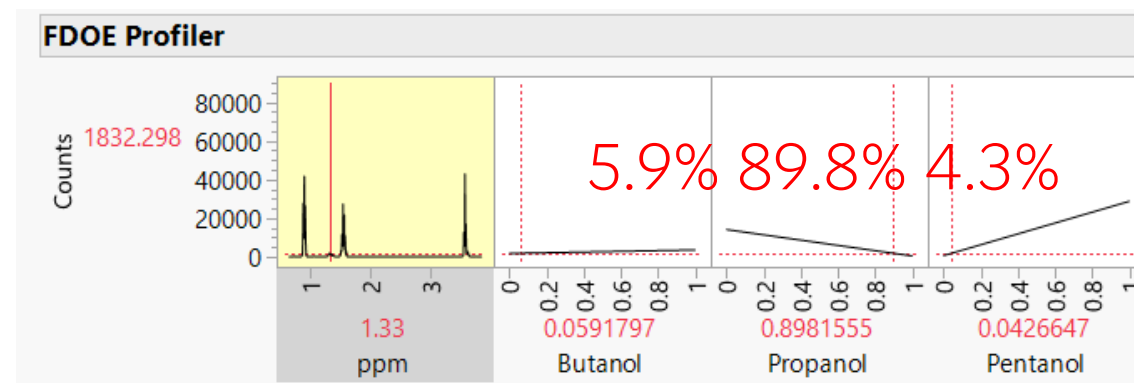 FDOE Profiler
Counts
1832.298
80000
60000
40000
20000
0
5.9% 89.8% 4.3%
1 2 3
0 0.2 0.4 0.6 0.8 1
0 0.2 0.4 0.6 0.8 1
0 0.2 0.4 0.6 0.8 1
1.33 0.0591797 0.8981555 0.0426647
ppm Butanol Propanol Pentanol